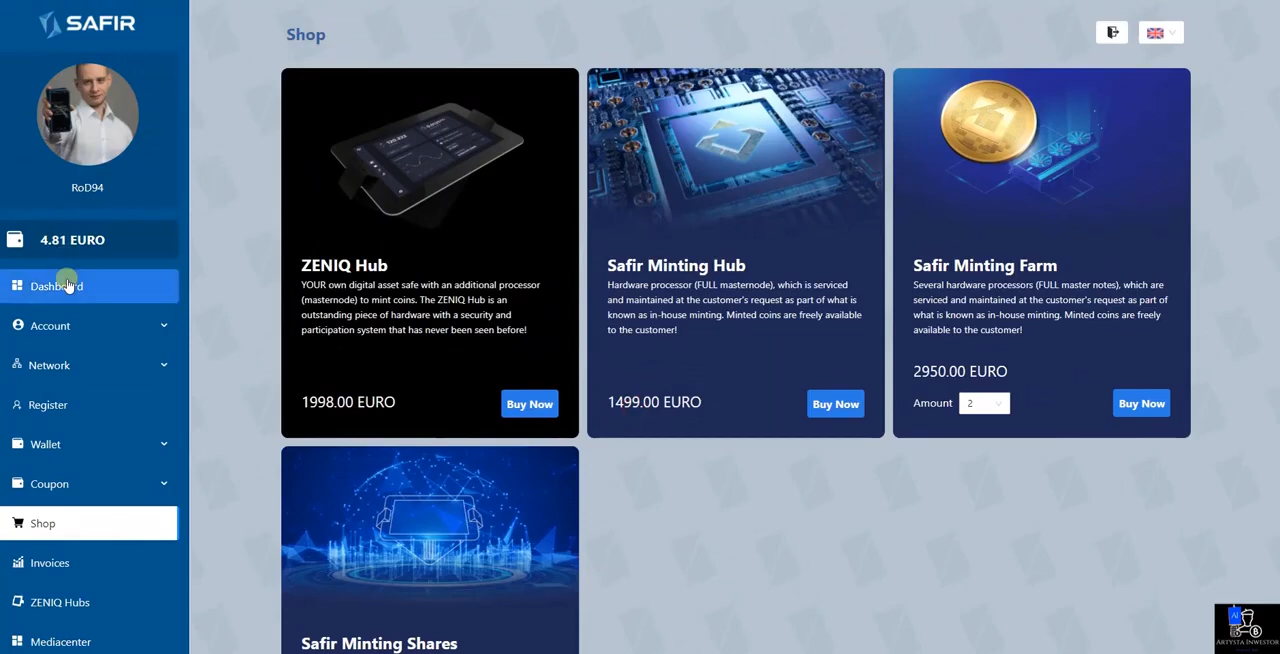 SAFIR
RoD94
4.81 EURO
Dashboard
Account
Network
Register
Wallet
Coupon
Shop
Invoices
ZENIQ Hubs
Mediacenter
Shop
ZENIQ Hub
YOUR own digital asset safe with an additional processor
(masternode) to mint coins. The ZENIQ Hub is an
outstanding piece of hardware with a security and
participation system that has never been seen before!
1998.00 EURO
Buy Now
Safir Minting Hub
Hardware processor (FULL masternode), which is serviced
and maintained at the customer's request as part of what is
known as in-house minting. Minted coins are freely available
to the customer!
1499.00 EURO
Buy Now
Safir Minting Farm
Several hardware processors (FULL master notes), which are
serviced and maintained at the customer's request as part of
what is known as in-house minting. Minted coins are freely
available to the customer!
2950.00 EURO
Amount 2
Buy Now
Safir Minting Shares
AI
ARTYSTA INWESTOR